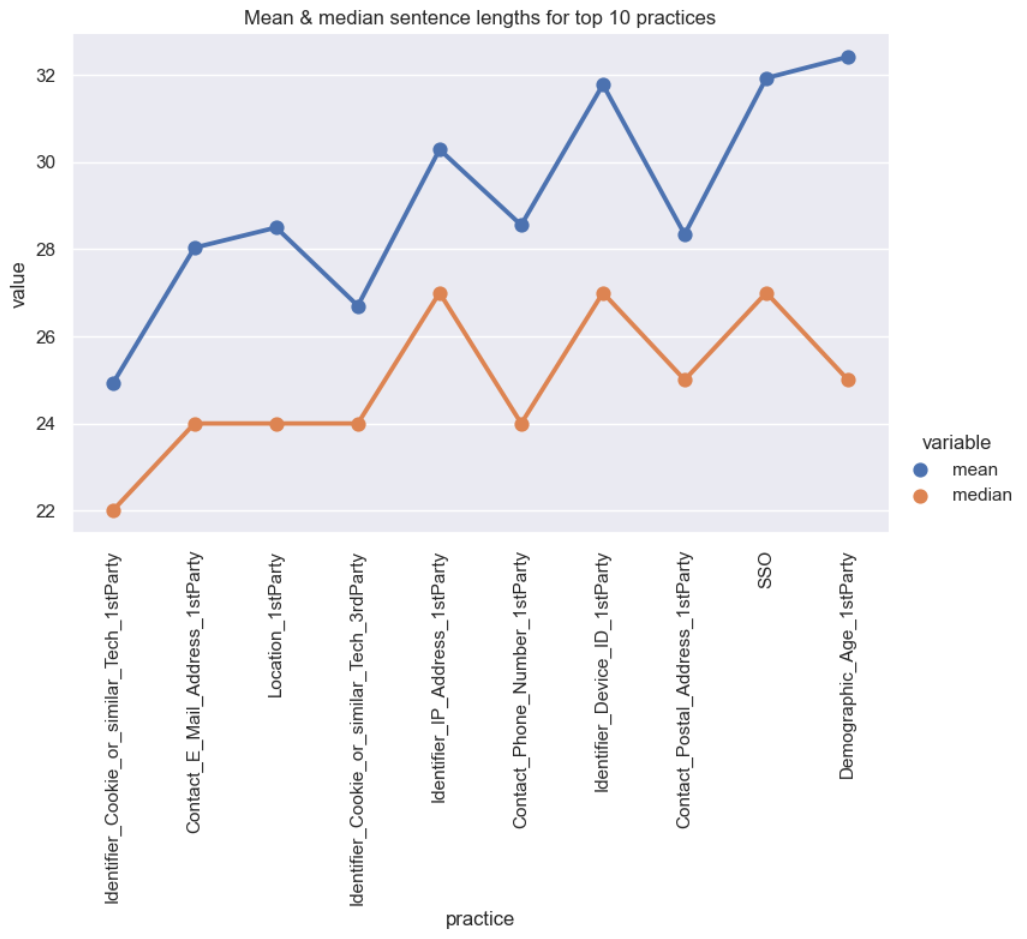 Mean & median sentence lengths for top 10 practices
value
32
30
28
26
24
22
variable
mean
median
Identifier_Cookie_or_similar_Tech_1stParty
Contact_E_Mail_Address_1stParty
Location_1stParty
Identifier_Cookie_or_similar_Tech_3rdParty
Identifier_IP_Address_1stParty
Contact_Phone_Number_1stParty
Identifier_Device_ID_1stParty
Contact_Postal_Address_1stParty
SSO
Demographic_Age_1stParty
practice